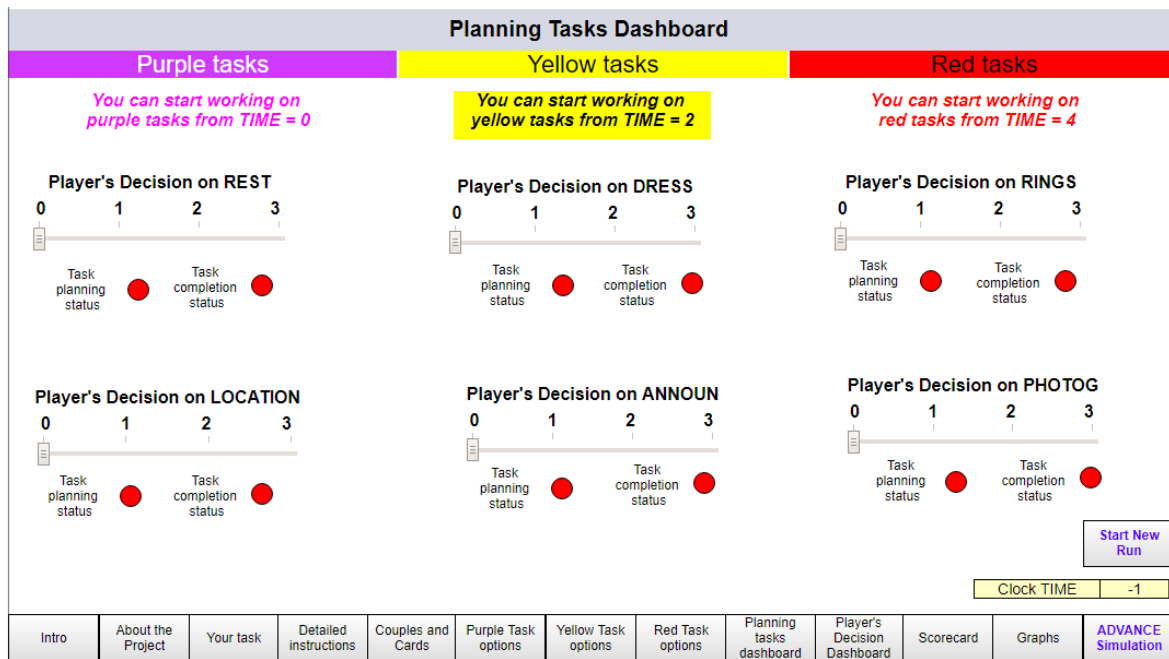 Planning Tasks Dashboard
Purple tasks
Yellow tasks
Red tasks
You can start working on
purple tasks from TIME = 0
You can start working on
yellow tasks from TIME = 2
You can start working on
red tasks from TIME = 4
Player's Decision on REST
0 1 2 3
Task
planning
status
Task
completion
status
Player's Decision on DRESS
0 1 2 3
Task
planning
status
Task
completion
status
Player's Decision on RINGS
0 1 2 3
Task
planning
status
Task
completion
status
Player's Decision on LOCATION
0 1 2 3
Task
planning
status
Task
completion
status
Player's Decision on ANNOUN
0 1 2 3
Task
planning
status
Task
completion
status
Player's Decision on PHOTOG
0 1 2 3
Task
planning
status
Task
completion
status
Start New
Run
Clock TIME -1
Intro
About the
Project
Your task
Detailed
instructions
Couples and
Cards
Purple Task
options
Yellow Task
options
Red Task
options
Planning
tasks
dashboard
Player's
Decision
Dashboard
Scorecard
Graphs
ADVANCE
Simulation